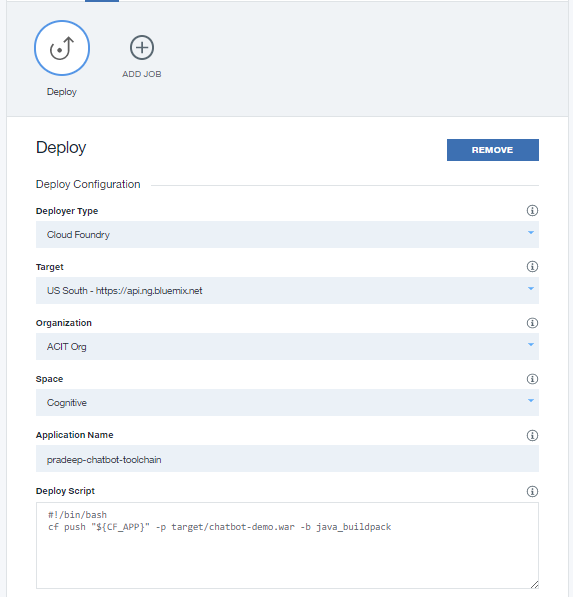 Deploy
ADD JOB
Deploy
REMOVE
Deploy Configuration
Deployer Type
Cloud Foundry
Target
US South - https://api.ng.bluemix.net
Organization
ACIT Org
Space
Cognitive
Application Name
pradeep-chatbot-toolchain
Deploy Script
#!/bin/bash
cf push "${CF_APP}" -p target/chatbot-demo.war -b java_buildpack